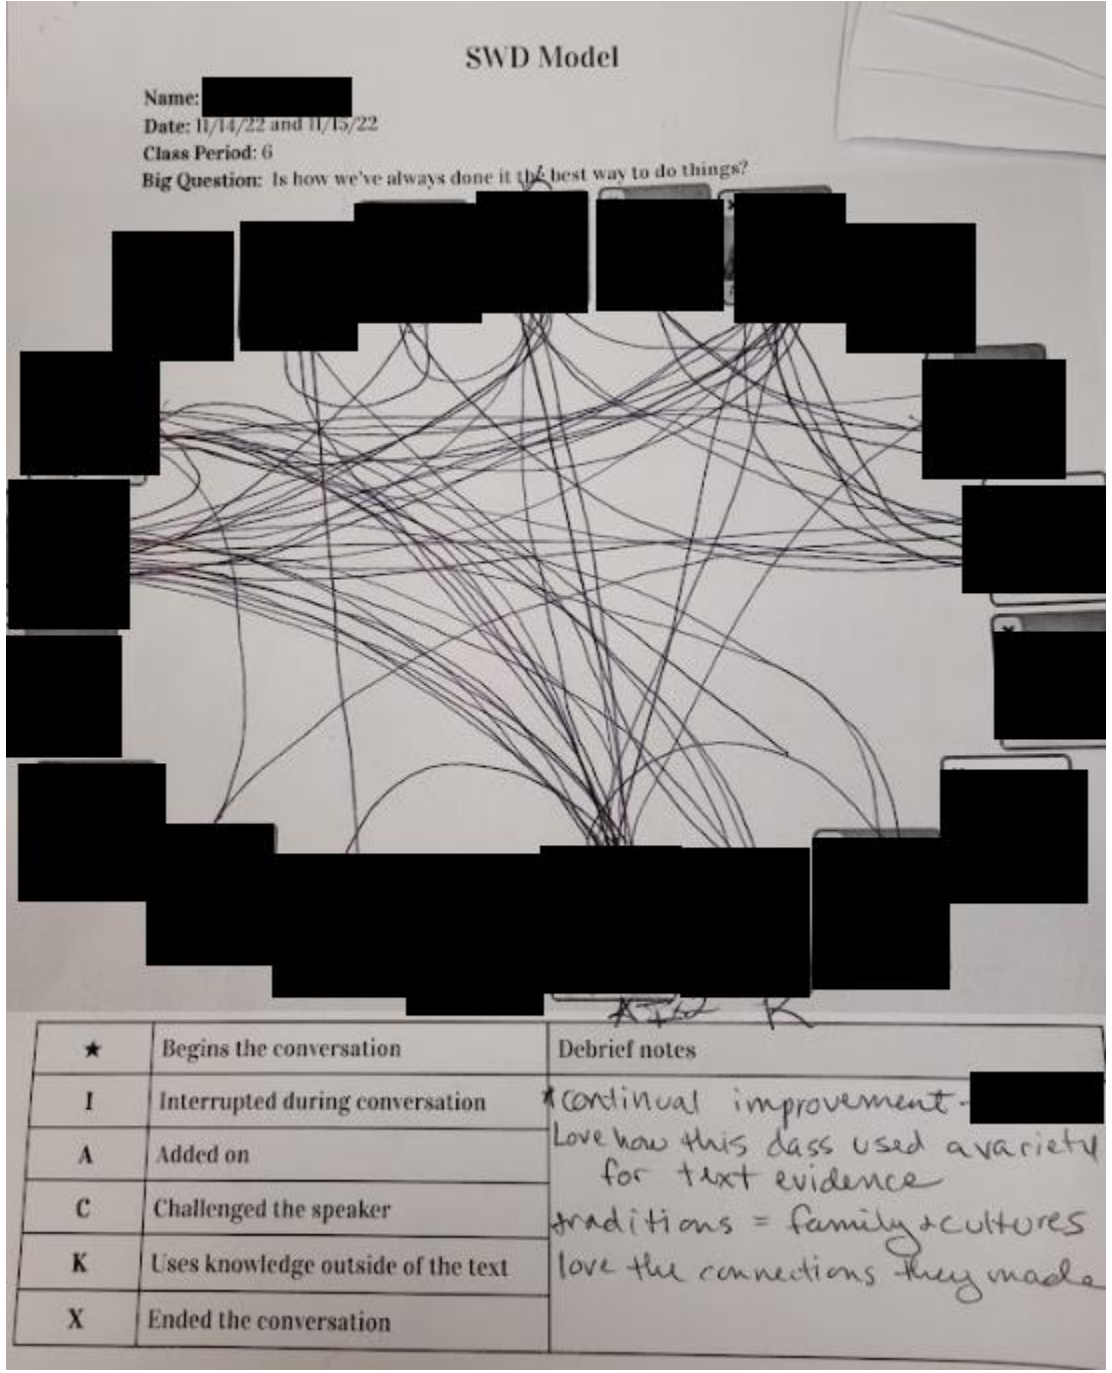 SWD Model
Name:
Date: 11/14/22 and 11/15/22
Class Period: 6
Big Question: Is how we've always done it the best way to do things?
K
★ Begins the conversation
Debrief notes
I Interrupted during conversation
A Added on
C Challenged the speaker
K Uses knowledge outside of the text
X Ended the conversation
*continual improvement-
Love how this class used a variety
for text evidence
traditions = family + cultures
love the connections they made